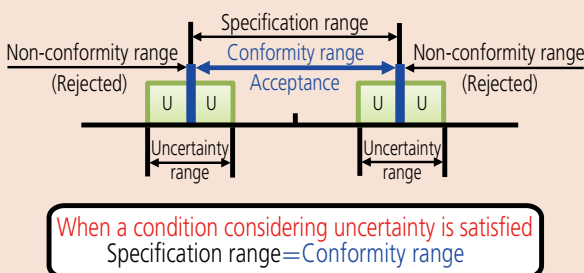 Specification range
Non-conformity range
(Rejected)
Conformity range
Acceptance
Non-conformity range
(Rejected)
U U
U U
Uncertainty
range
Uncertainty
range
When a condition considering uncertainty is satisfied
Specification range=Conformity range